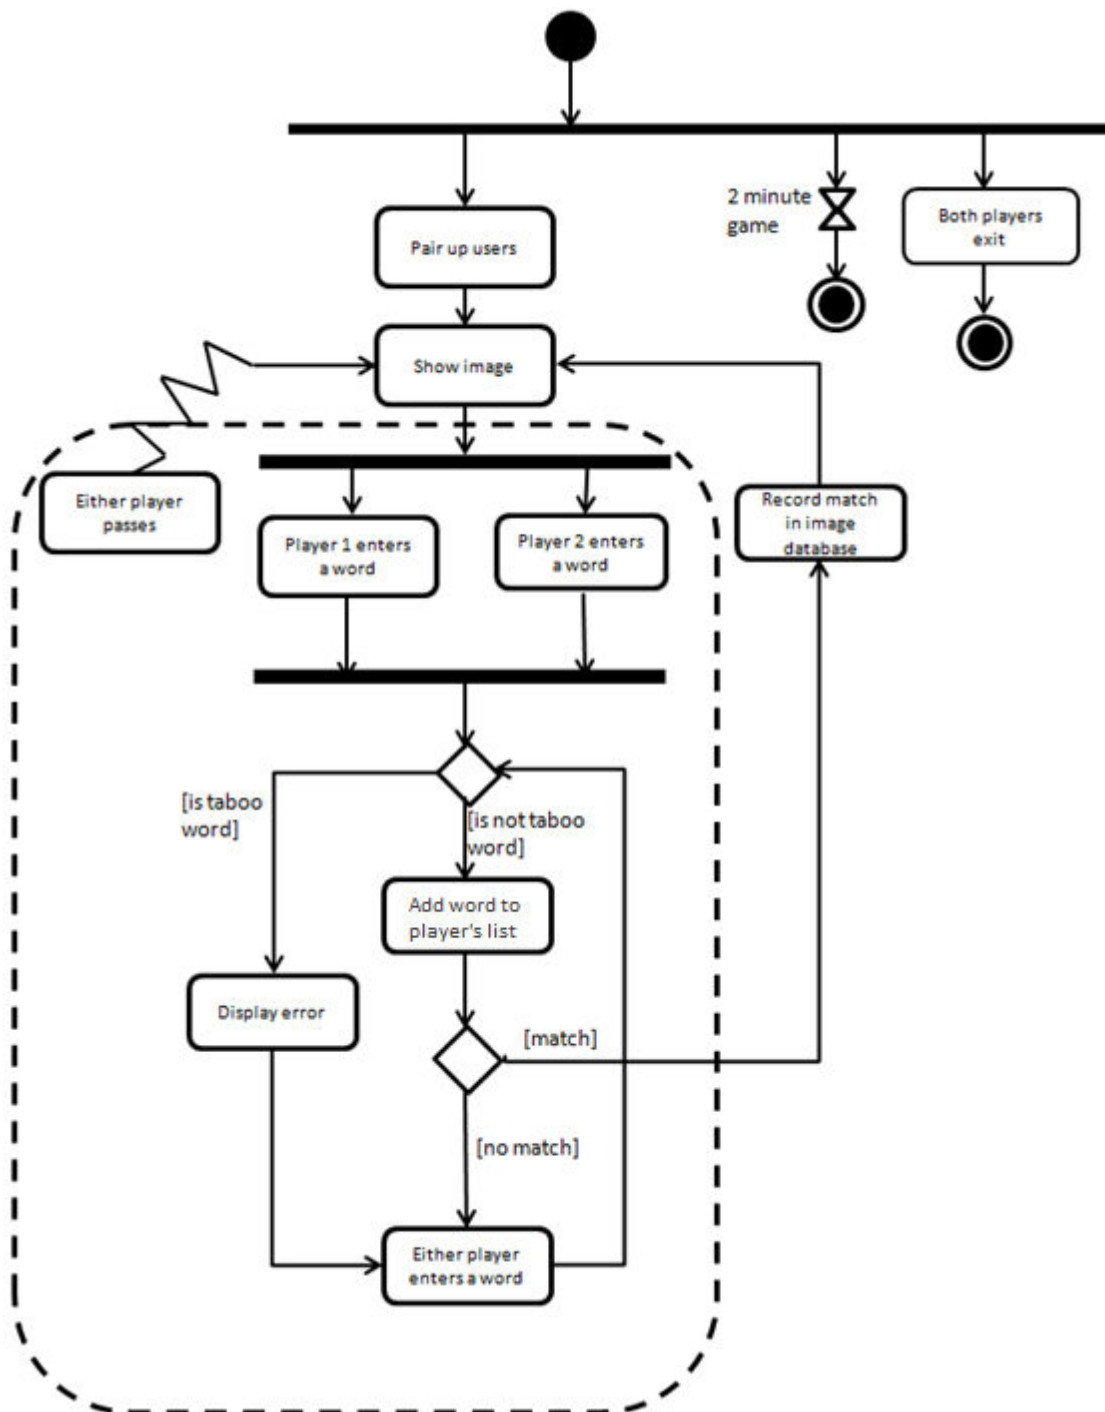 2 minute
game
Both players
exit
Pair up users
Show image
Either player
passes
Player 1 enters
a word
Player 2 enters
a word
Record match
in image
database
[is taboo
word]
[is not taboo
word]
Add word to
player's list
Display error
[match]
[no match]
Either player
enters a word